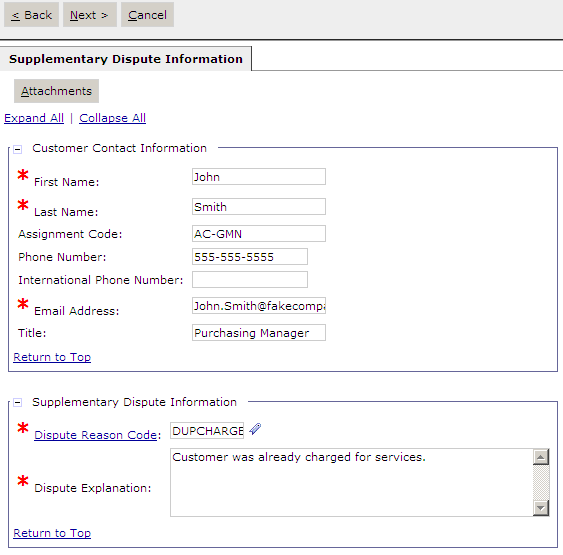 < Back Next > Cancel
Supplementary Dispute Information
Attachments
Expand All | Collapse All
Customer Contact Information
* First Name: John
* Last Name: Smith
Assignment Code: AC-GMN
Phone Number: 555-555-5555
International Phone Number:
* Email Address: John.Smith@fakecompa
Title: Purchasing Manager
Return to Top
Supplementary Dispute Information
* Dispute Reason Code: DUPCHARGE
Customer was already charged for services.
* Dispute Explanation:
Return to Top